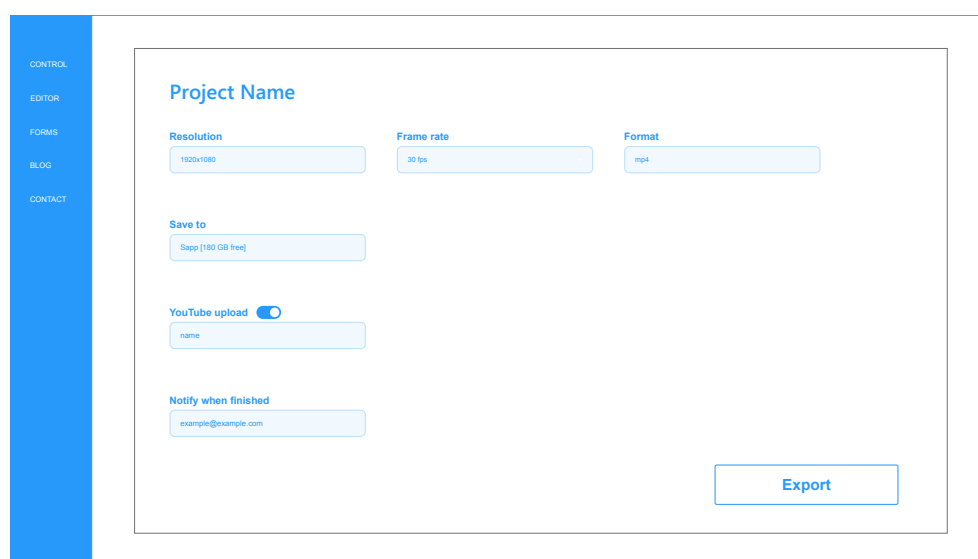 CONTROL
EDITOR
FORMS
BLOG
CONTACT
Project Name
Resolution
Frame rate
Format
1920x1080
30 fps
mp4
Save to
Sapp [180 GB free]
YouTube upload
name
Notify when finished
example@example.com
Export